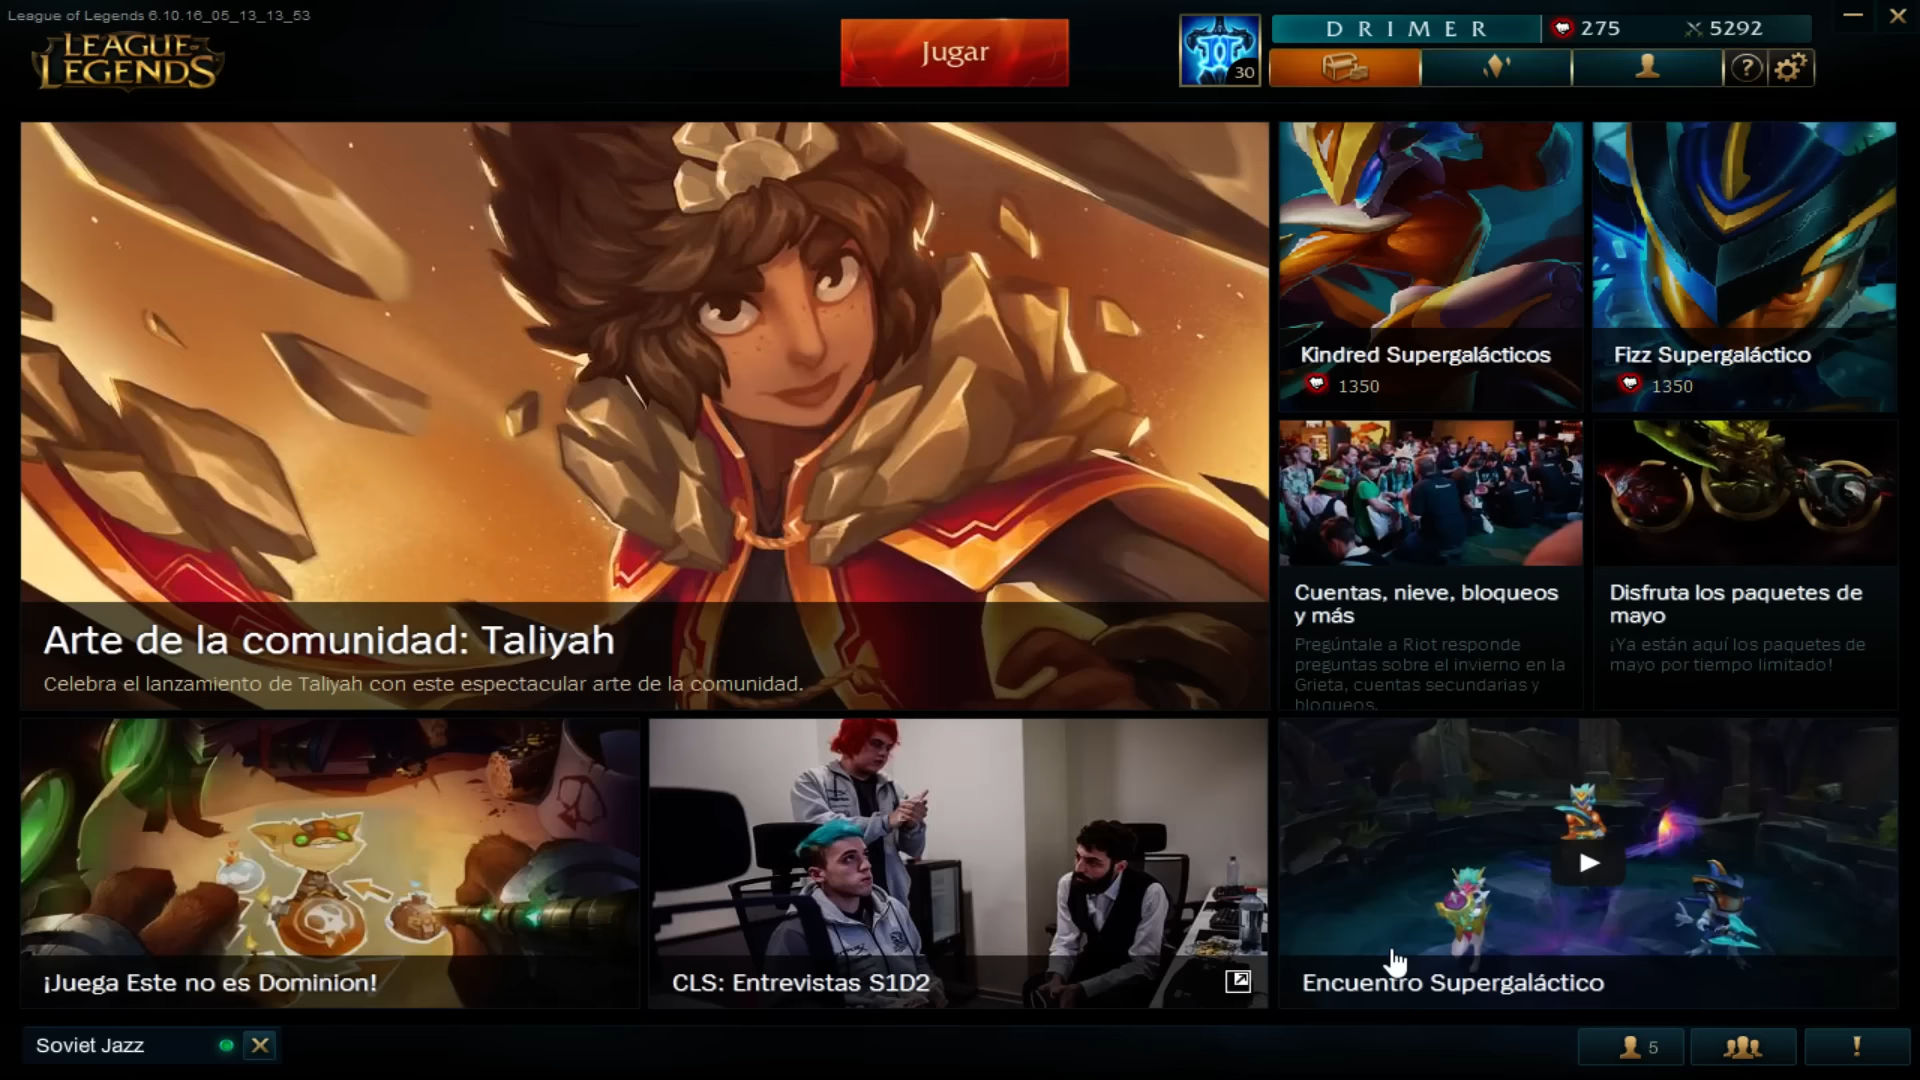 League of Legends 6.10.16_05_13_13_53
LEAGUE OF
LEGENDS
Jugar
30
DRIMER
275
5292
?
Kindred Supergalácticos
1350
Fizz Supergaláctico
1350
Arte de la comunidad: Taliyah
Celebra el lanzamiento de Taliyah con este espectacular arte de la comunidad.
Cuentas, nieve, bloqueos
y más
Pregúntale a Riot responde
preguntas sobre el invierno en la
Grieta, cuentas secundarias y
bloqueos.
Disfruta los paquetes de
mayo
¡Ya están aquí los paquetes de
mayo por tiempo limitado!
¡Juega Este no es Dominion!
CLS: Entrevistas S1D2
Encuentro Supergaláctico
Soviet Jazz
5
!